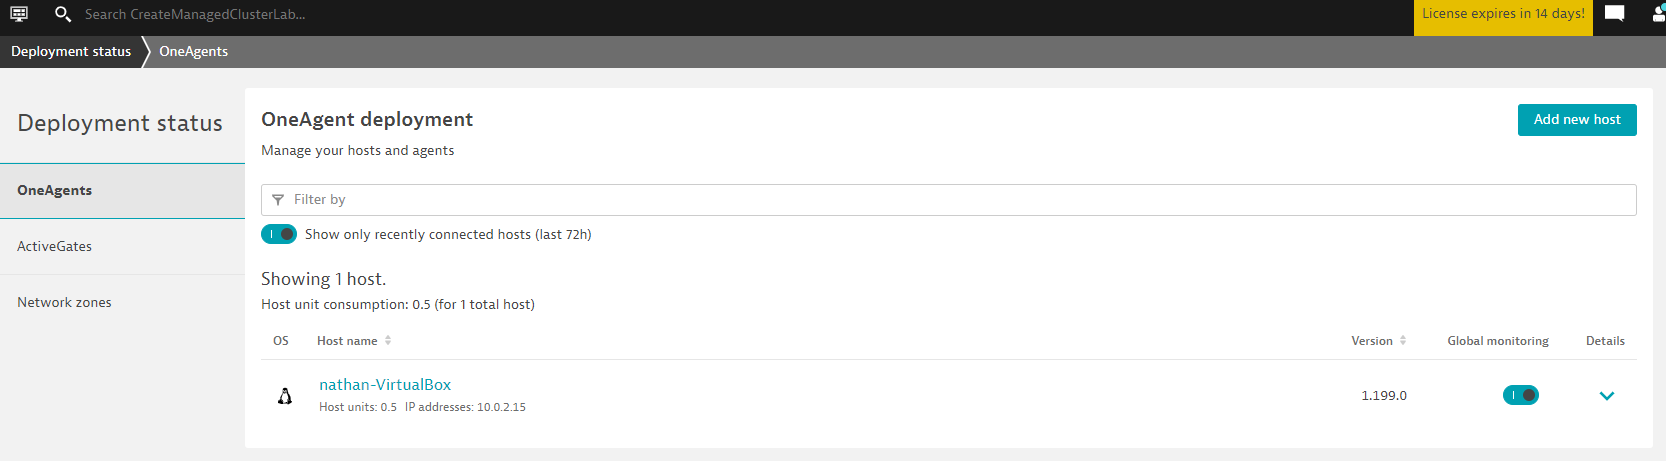 Search CreateManagedClusterLab...
License expires in 14 days!
Deployment status
OneAgents
Deployment status
OneAgents
ActiveGates
Network zones
OneAgent deployment
Add new host
Manage your hosts and agents
Filter by
Show only recently connected hosts (last 72h)
Showing 1 host.
Host unit consumption: 0.5 (for 1 total host)
OS Host name Version Global monitoring Details
nathan-VirtualBox
1.199.0
Host units: 0.5 IP addresses: 10.0.2.15